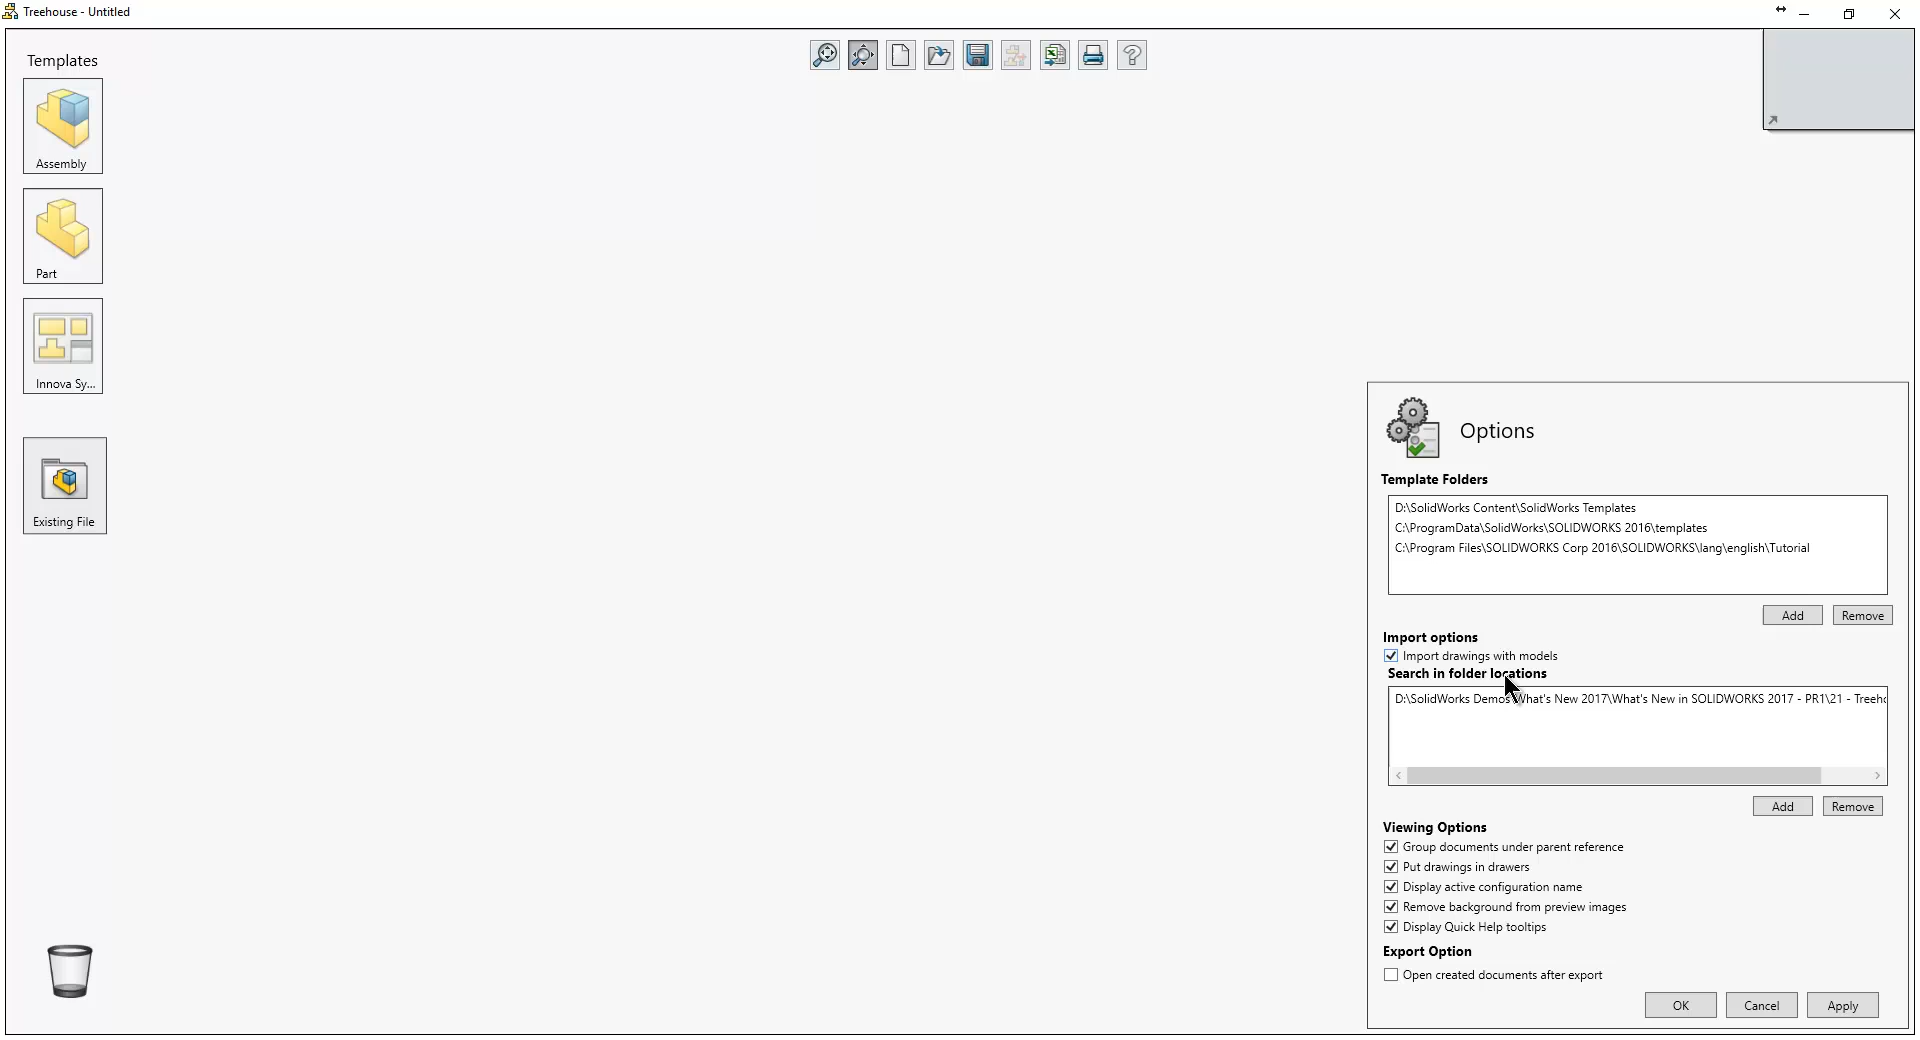 Treehouse - Untitled
Templates
Assembly
Part
Innova Sy...
Existing File
Options
Template Folders
D:\SolidWorks Content\SolidWorks Templates
C:\ProgramData\SolidWorks\SOLIDWORKS 2016\templates
C:\Program Files\SOLIDWORKS Corp 2016\SOLIDWORKS\lang\english\Tutorial
Add Remove
Import options
Import drawings with models
Search in folder locations
D:\SolidWorks Demos\What's New 2017\What's New in SOLIDWORKS 2017 - PR1\21 - Treeho
Add Remove
Viewing Options
Group documents under parent reference
Put drawings in drawers
Display active configuration name
Remove background from preview images
Display Quick Help tooltips
Export Option
Open created documents after export
OK Cancel Apply